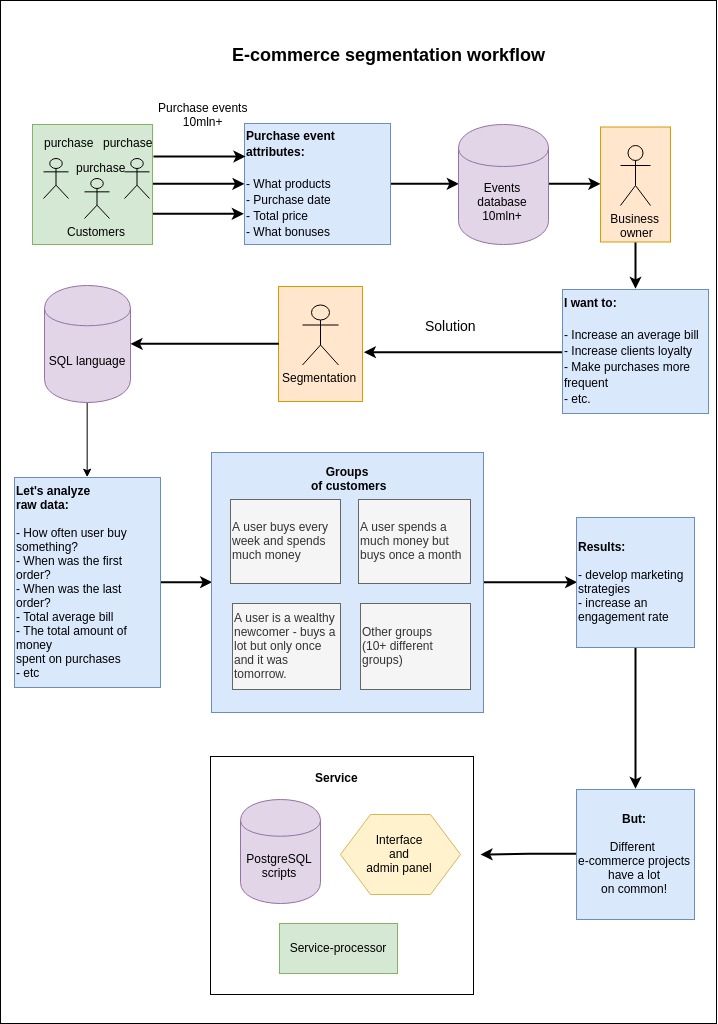 E-commerce segmentation workflow
Purchase events
10mln+
purchase
purchase
purchase
Customers
Purchase event
attributes:
- What products
- Purchase date
- Total price
- What bonuses
Events
database
10mln+
Business
owner
I want to:
- Increase an average bill
- Increase clients loyalty
- Make purchases more
frequent
- etc.
Solution
Segmentation
SQL language
Let's analyze
raw data:
- How often user buy
something?
- When was the first
order?
- When was the last
order?
- Total average bill
- The total amount of
money
spent on purchases
- etc
Groups
of customers
A user buys every
week and spends
much money
A user spends a
much money but
buys once a month
A user is a wealthy
newcomer - buys a
lot but only once
and it was
tomorrow.
Other groups
(10+ different
groups)
Results:
- develop marketing
strategies
- increase an
engagement rate
But:
Different
e-commerce projects
have a lot
on common!
Service
PostgreSQL
scripts
Interface
and
admin panel
Service-processor